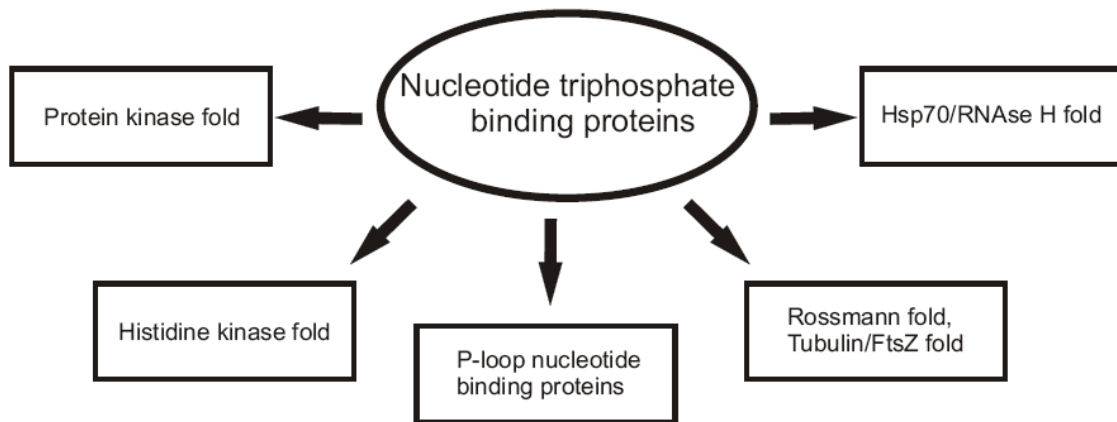 Nucleotide triphosphate
binding proteins
Protein kinase fold
Hsp70/RNAse H fold
Histidine kinase fold
P-loop nucleotide
binding proteins
Rossmann fold,
Tubulin/FtsZ fold